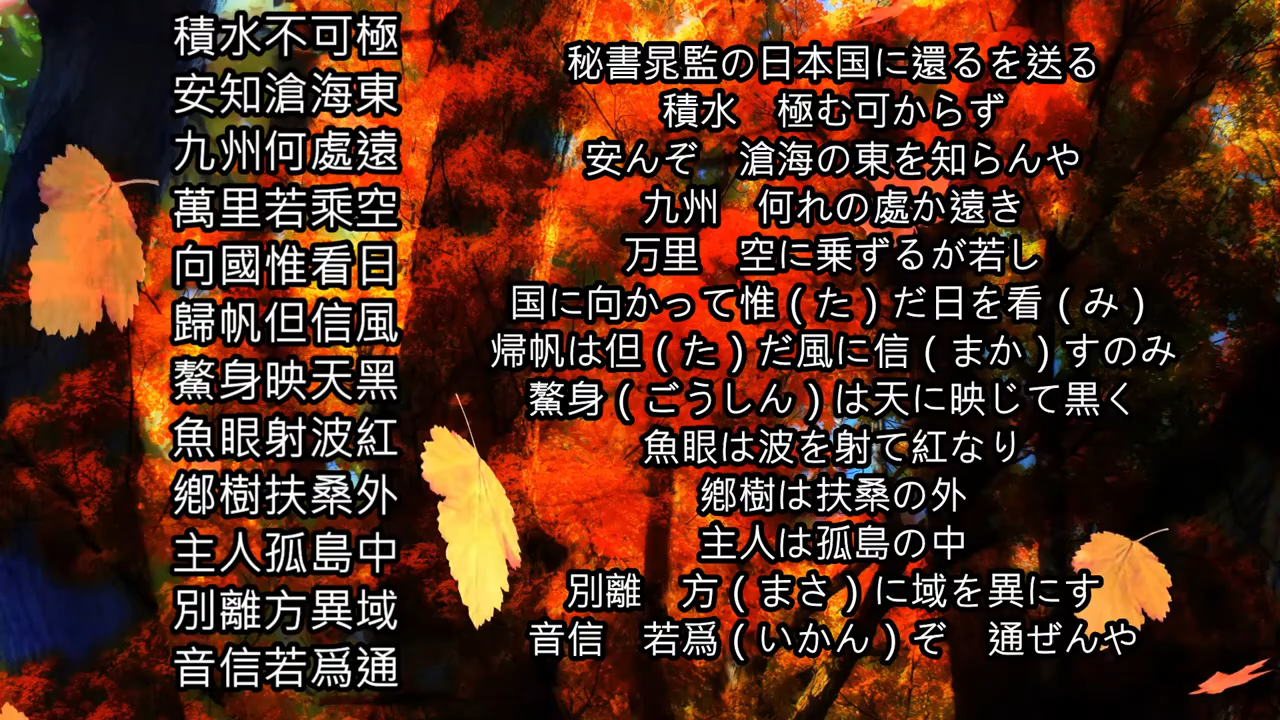 積水不可極
安知滄海東
九州何處遠
萬里若乘空
向國惟看日
歸帆但信風
鰲身映天黑
魚眼射波紅
鄕樹扶桑外
主人孤島中
別離方異域
音信若爲通
秘書晁監の日本国に還るを送る
積水　極む可からず
安んぞ　滄海の東を知らんや
九州　何れの處か遠き
万里　空に乗ずるが若し
国に向かって惟(た)だ日を看(み)
帰帆は但(た)だ風に信(まか)すのみ
鰲身(ごうしん)は天に映じて黒く
魚眼は波を射て紅なり
鄕樹は扶桑の外
主人は孤島の中
別離　方(まさ)に域を異にす
音信　若爲(いかん)ぞ　通ぜんや